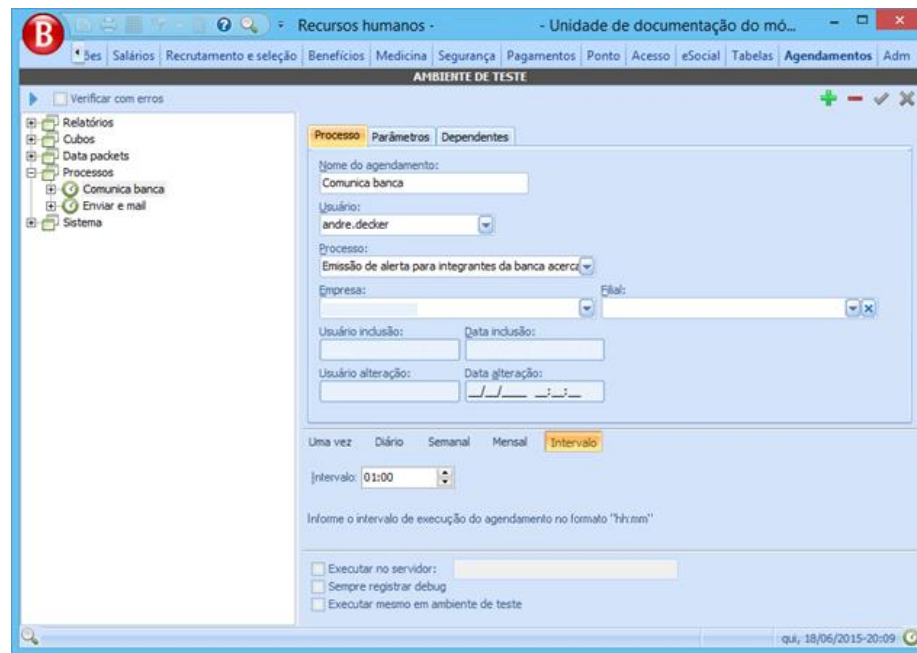 B
Recursos humanos - - Unidade de documentação do mó...
ões Salários Recrutamento e seleção Benefícios Medicina Segurança Pagamentos Ponto Acesso eSocial Tabelas Agendamentos Adm
AMBIENTE DE TESTE
Verificar com erros
Relatórios
Cubos
Data packets
Processos
Comunica banca
Enviar e mail
Sistema
Processo Parâmetros Dependentes
Nome do agendamento:
Comunica banca
Usuário:
andre.decker
Processo:
Emissão de alerta para integrantes da banca acerca
Empresa: Filial:
Usuário inclusão: Data inclusão:
Usuário alteração: Data alteração:
__/__/____ __:__:__
Uma vez Diário Semanal Mensal Intervalo
Intervalo: 01:00
Informe o intervalo de execução do agendamento no formato "hh:mm"
Executar no servidor:
Sempre registrar debug
Executar mesmo em ambiente de teste
qui, 18/06/2015-20:09